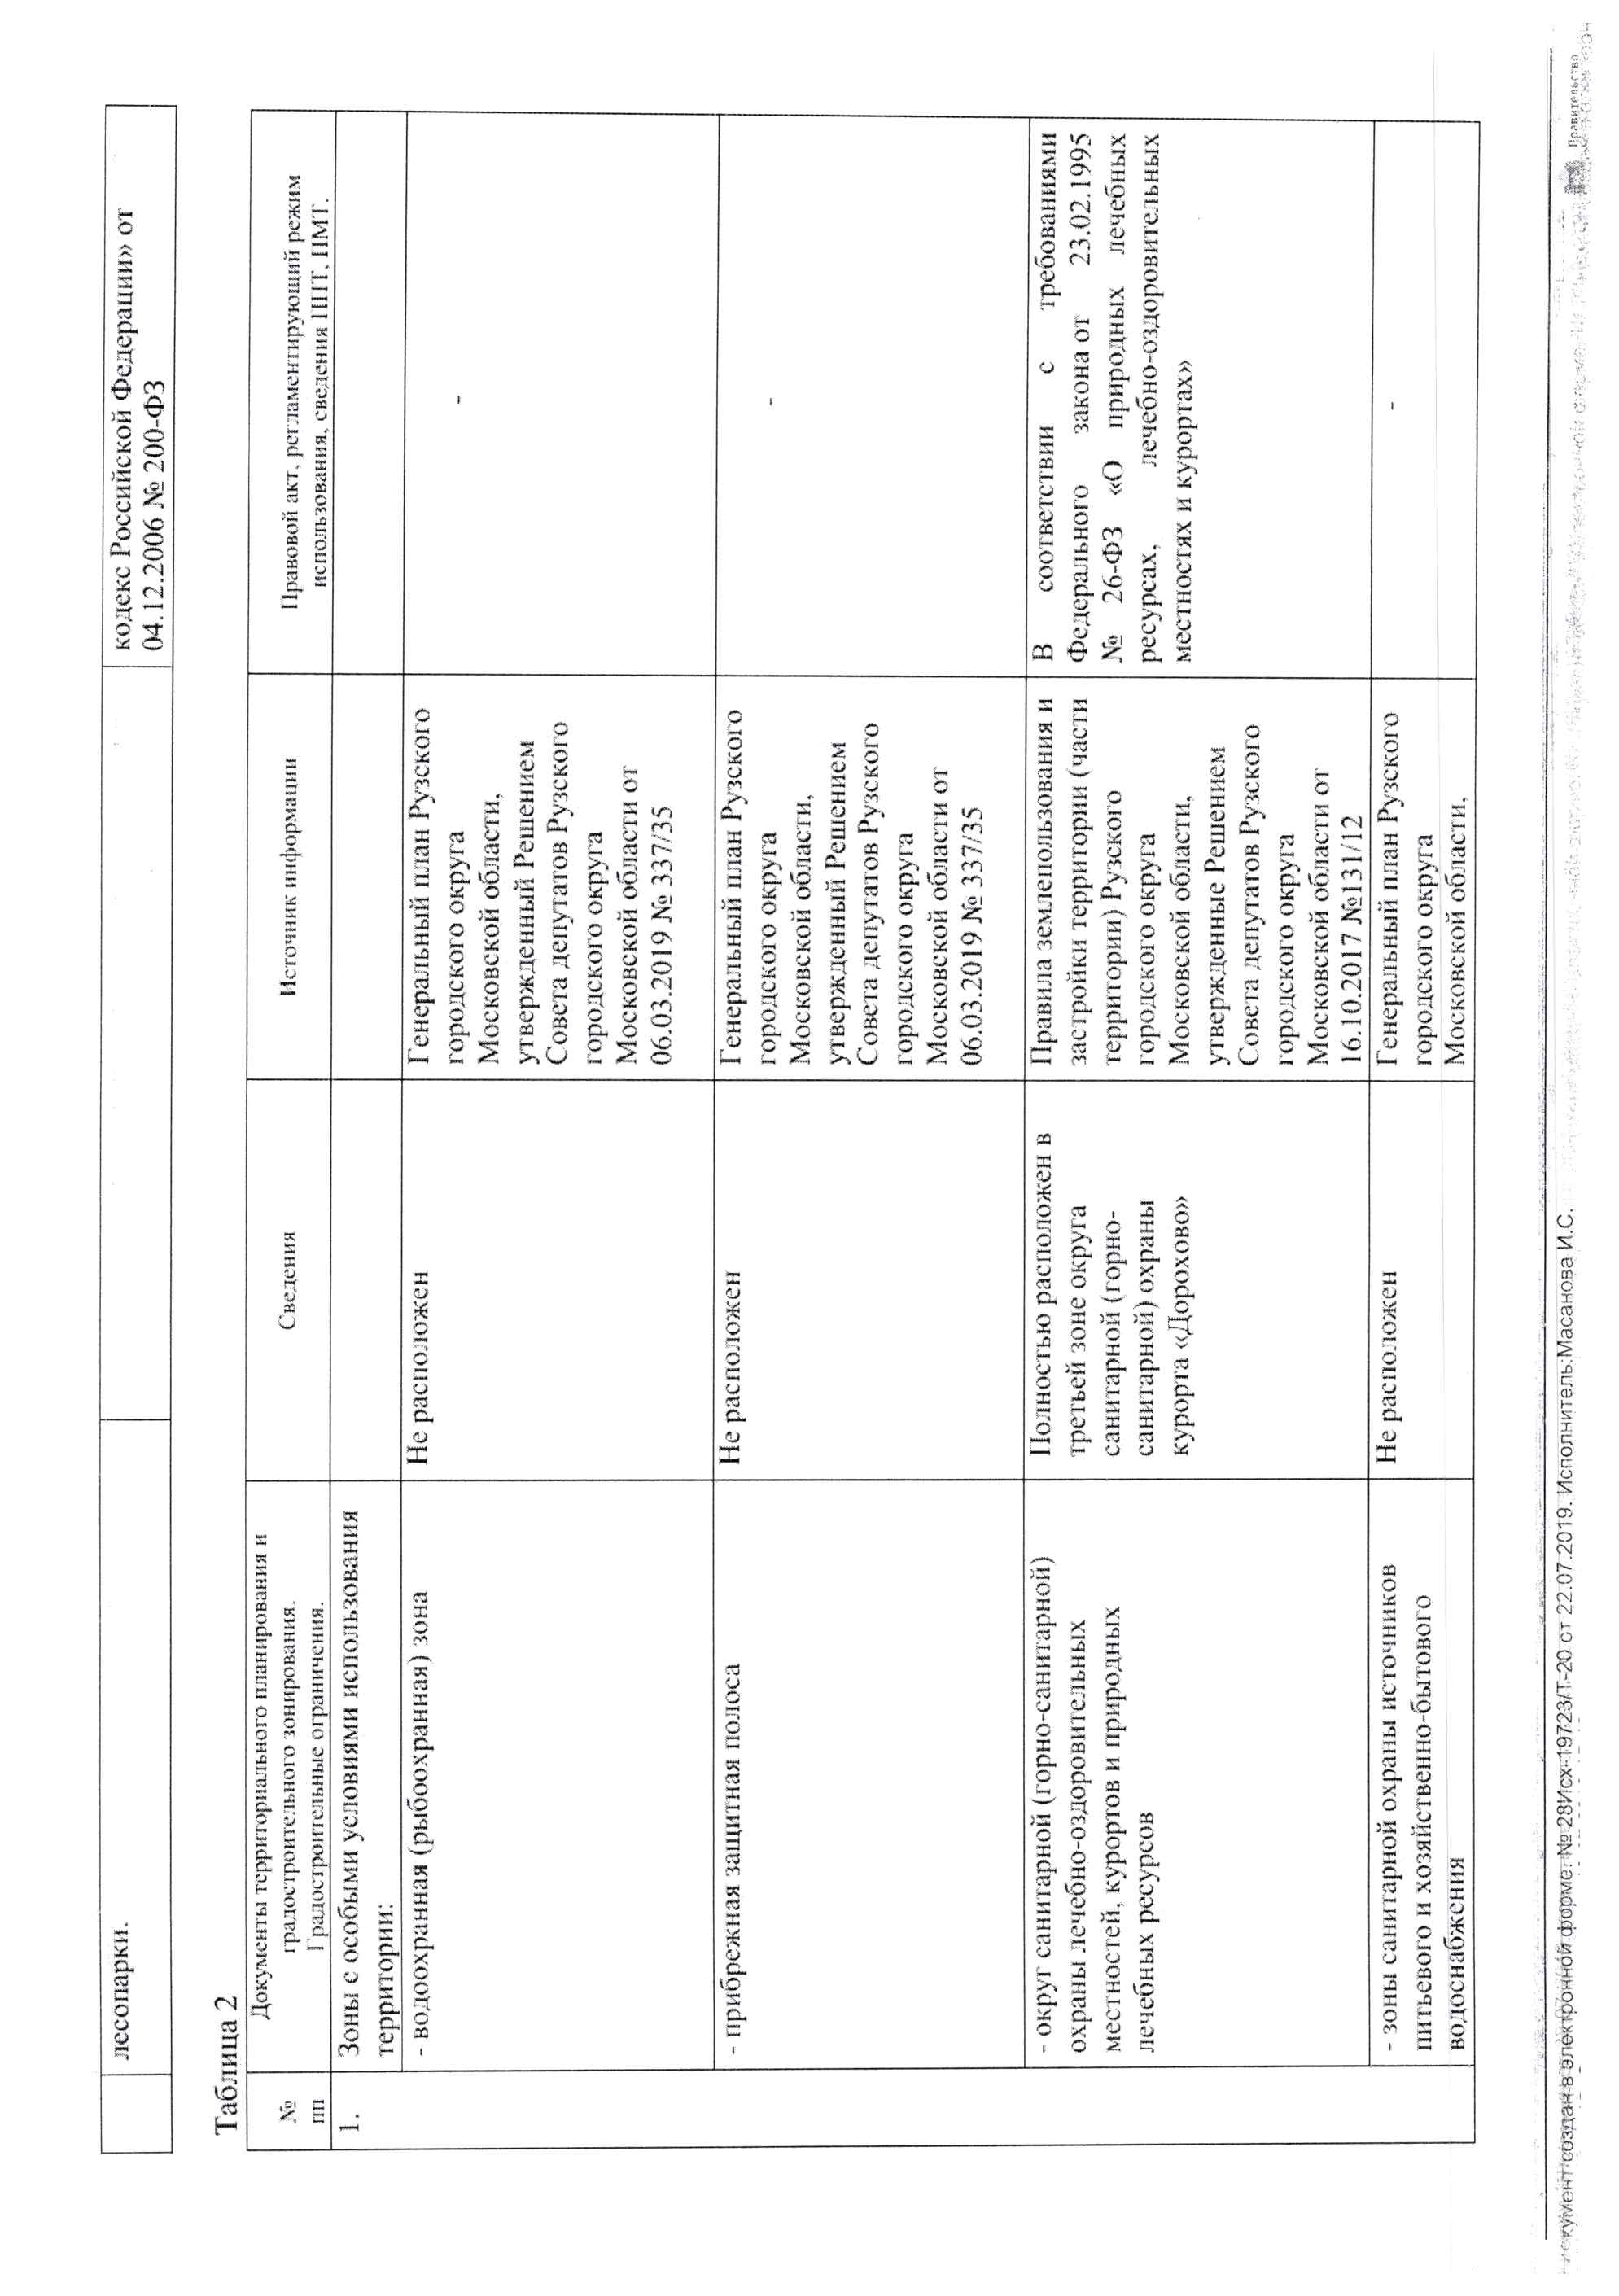 лесопарки.
кодекс Российской Федерации» от
04.12.2006 № 200-ФЗ
Таблица 2
№
пп
Документы территориального планирования и
градостроительного зонирования.
Градостроительные ограничения.
Сведения
Источник информации
Правовой акт, регламентирующий режим
использования, сведения ППТ, ПМТ.
1.
Зоны с особыми условиями использования
территории:
- водоохранная (рыбоохранная) зона
Не расположен
Генеральный план Рузского
городского округа
Московской области,
утвержденный Решением
Совета депутатов Рузского
городского округа
Московской области от
06.03.2019 № 337/35
-
- прибрежная защитная полоса
Не расположен
Генеральный план Рузского
городского округа
Московской области,
утвержденный Решением
Совета депутатов Рузского
городского округа
Московской области от
06.03.2019 № 337/35
-
- округ санитарной (горно-санитарной)
охраны лечебно-оздоровительных
местностей, курортов и природных
лечебных ресурсов
Полностью расположен в
третьей зоне округа
санитарной (горно-
санитарной) охраны
курорта «Дорохово»
Правила землепользования и
застройки территории (части
территории) Рузского
городского округа
Московской области,
утвержденные Решением
Совета депутатов Рузского
городского округа
Московской области от
16.10.2017 №131/12
В соответствии с требованиями
Федерального закона от 23.02.1995
№ 26-ФЗ «О природных лечебных
ресурсах, лечебно-оздоровительных
местностях и курортах»
- зоны санитарной охраны источников
питьевого и хозяйственно-бытового
водоснабжения
Не расположен
Генеральный план Рузского
городского округа
Московской области,
-
документ создан в электронной форме. № 28Исх-19723/Т-20 от 22.07.2019. Исполнитель:Масанова И.С.
Правительство